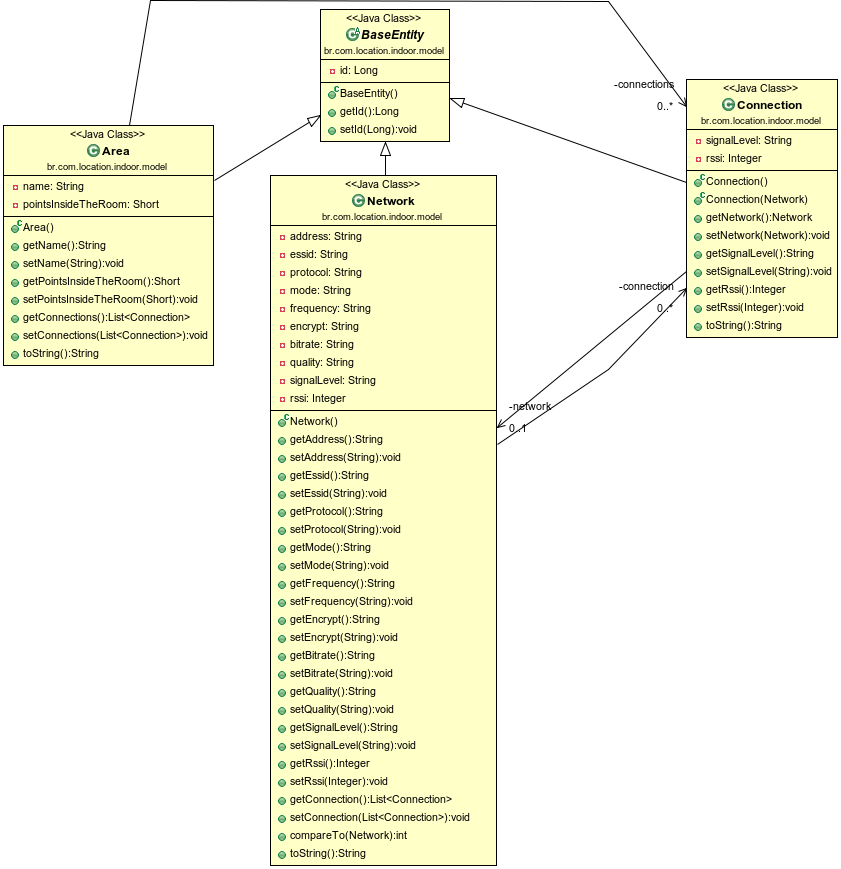 <<Java Class>>
BaseEntity
br.com.location.indoor.model
id: Long
BaseEntity()
getId():Long
setId(Long):void
-connections
0..*
<<Java Class>>
Connection
br.com.location.indoor.model
signalLevel: String
rssi: Integer
Connection()
Connection(Network)
getNetwork():Network
setNetwork(Network):void
getSignalLevel():String
setSignalLevel(String):void
getRssi():Integer
setRssi(Integer):void
toString():String
<<Java Class>>
Area
br.com.location.indoor.model
name: String
pointsInsideTheRoom: Short
Area()
getName():String
setName(String):void
getPointsInsideTheRoom():Short
setPointsInsideTheRoom(Short):void
getConnections():List<Connection>
setConnections(List<Connection>):void
toString():String
<<Java Class>>
Network
br.com.location.indoor.model
address: String
essid: String
protocol: String
mode: String
frequency: String
encrypt: String
bitrate: String
quality: String
signalLevel: String
rssi: Integer
Network()
getAddress():String
setAddress(String):void
getEssid():String
setEssid(String):void
getProtocol():String
setProtocol(String):void
getMode():String
setMode(String):void
getFrequency():String
setFrequency(String):void
getEncrypt():String
setEncrypt(String):void
getBitrate():String
setBitrate(String):void
getQuality():String
setQuality(String):void
getSignalLevel():String
setSignalLevel(String):void
getRssi():Integer
setRssi(Integer):void
getConnection():List<Connection>
setConnection(List<Connection>):void
compareTo(Network):int
toString():String
-connection
0..*
-network
0..1